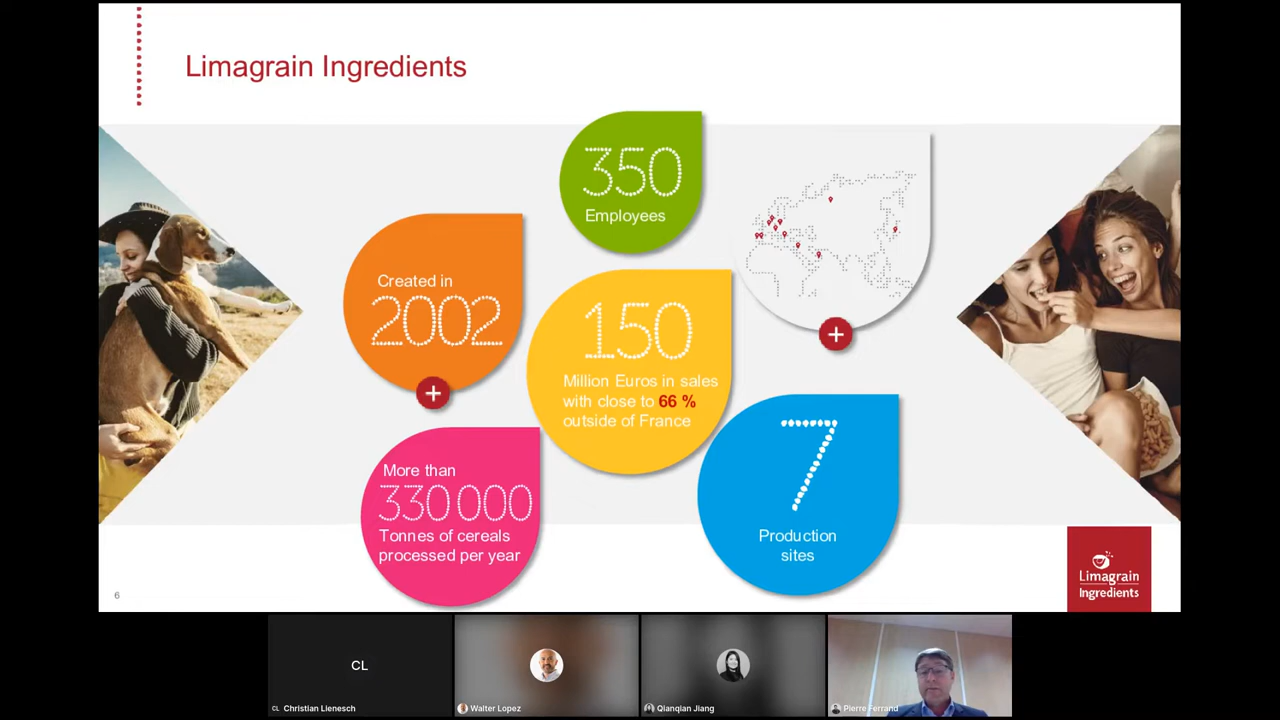 Limagrain Ingredients
350
Employees
Created in
2002
150
Million Euros in sales
with close to 66 %
outside of France
More than
330 000
Tonnes of cereals
processed per year
7
Production
sites
6
Limagrain
Ingredients
CL
CL Christian Lienesch
Walter Lopez
Qianqian Jiang
Pierre Ferrand